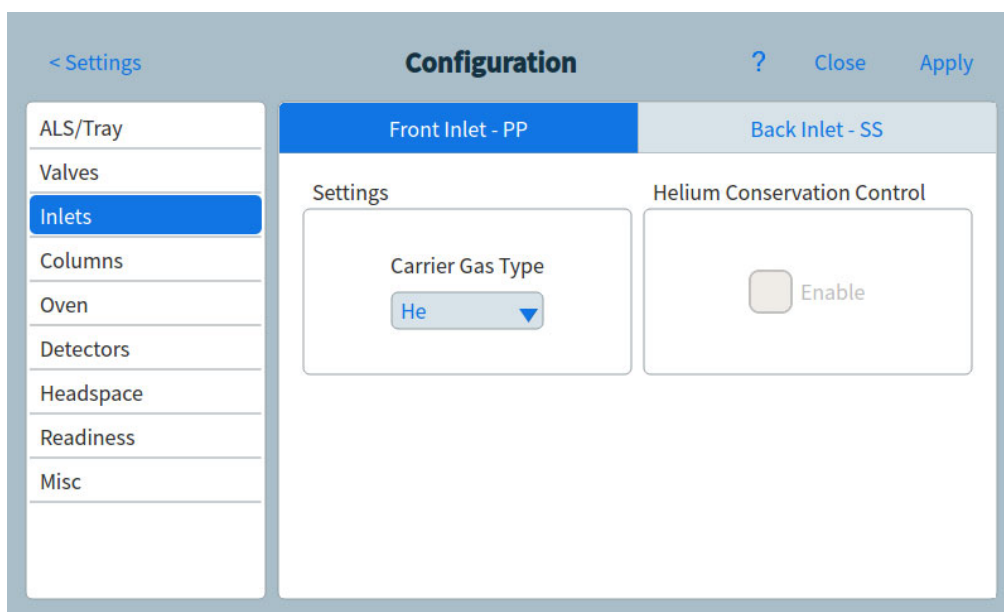 < Settings
Configuration
?
Close
Apply
ALS/Tray
Valves
Inlets
Columns
Oven
Detectors
Headspace
Readiness
Misc
Front Inlet - PP
Back Inlet - SS
Settings
Carrier Gas Type
He
Helium Conservation Control
Enable